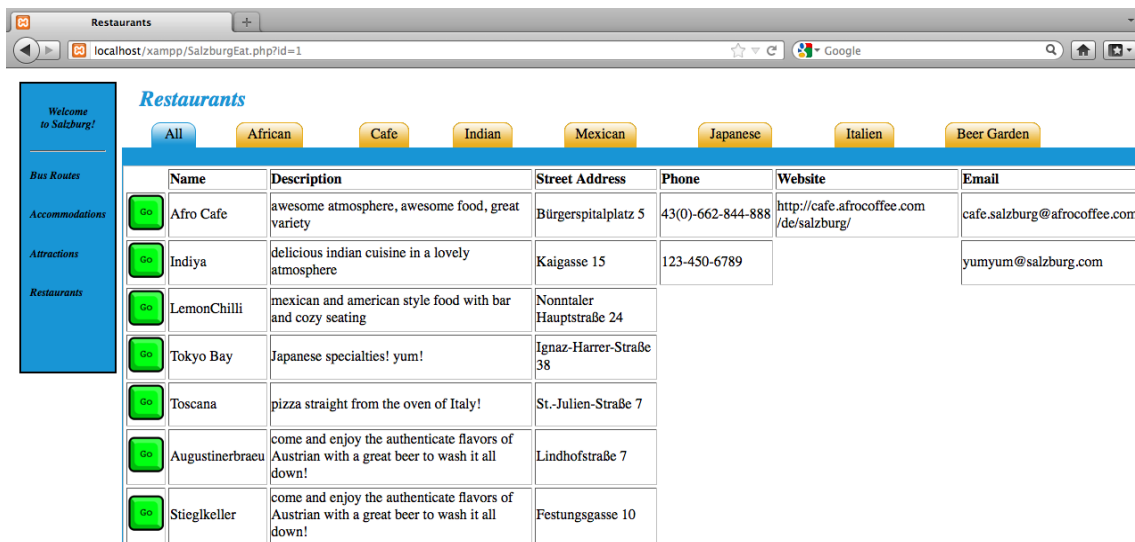 Restaurants
localhost/xampp/SalzburgEat.php?id=1
Google
Welcome
to Salzburg!
Bus Routes
Accommodations
Attractions
Restaurants
Restaurants
All African Cafe Indian Mexican Japanese Italien Beer Garden
Name Description Street Address Phone Website Email
Go Afro Cafe awesome atmosphere, awesome food, great
variety Bürgerspitalplatz 5 43(0)-662-844-888 http://cafe.afrocoffee.com
/de/salzburg/ cafe.salzburg@afrocoffee.com
Go Indiya delicious indian cuisine in a lovely
atmosphere Kaigasse 15 123-450-6789 yumyum@salzburg.com
Go LemonChilli mexican and american style food with bar
and cozy seating Nonntaler
Hauptstraße 24
Go Tokyo Bay Japanese specialties! yum! Ignaz-Harrer-Straße
38
Go Toscana pizza straight from the oven of Italy! St.-Julien-Straße 7
Go Augustinerbraeu come and enjoy the authenticate flavors of
Austrian with a great beer to wash it all
down! Lindhofstraße 7
Go Stieglkeller come and enjoy the authenticate flavors of
Austrian with a great beer to wash it all
down! Festungsgasse 10